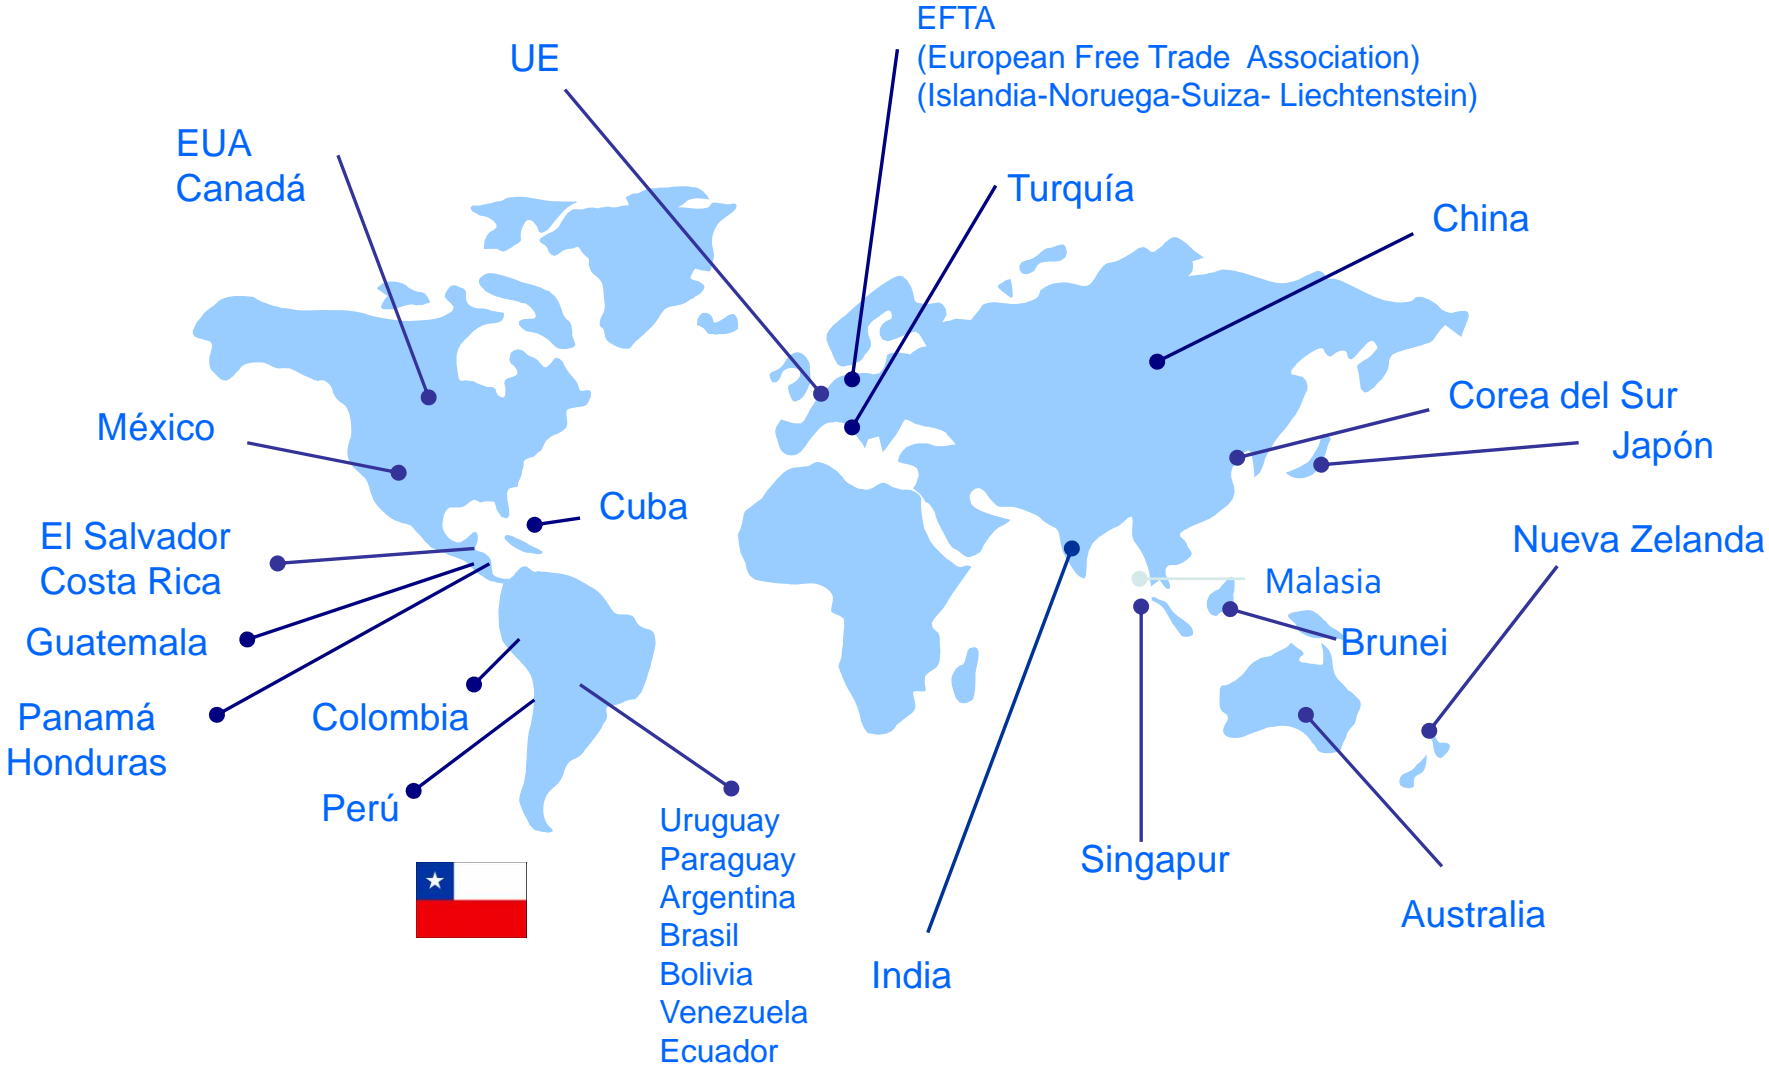 EFTA
(European Free Trade  Association)
(Islandia-Noruega-Suiza- Liechtenstein)
UE
EUA
Canadá
Turquía
China
Corea del Sur
México
Japón
Cuba
El Salvador
Costa Rica
Nueva Zelanda
Malasia
Guatemala
Brunei
Panamá
Honduras
Colombia
Perú
Uruguay
Paraguay
Argentina
Brasil
Bolivia
Venezuela
Ecuador
Singapur
Australia
India